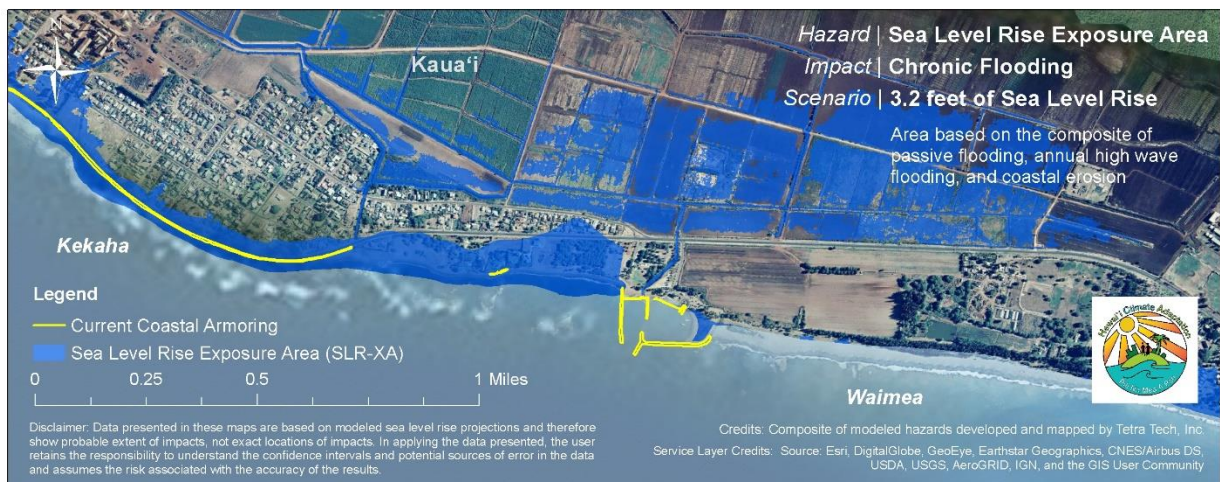 N
Kauaʻi
Hazard | Sea Level Rise Exposure Area
Impact | Chronic Flooding
Scenario | 3.2 feet of Sea Level Rise
Area based on the composite of
passive flooding, annual high wave
flooding, and coastal erosion
Kekaha
Legend
Current Coastal Armoring
Sea Level Rise Exposure Area (SLR-XA)
0 0.25 0.5 1 Miles
Waimea
Hawaiʻi Climate Adaptation
Disclaimer: Data presented in these maps are based on modeled sea level rise projections and therefore
show probable extent of impacts, not exact locations of impacts. In applying the data presented, the user
retains the responsibility to understand the confidence intervals and potential sources of error in the data
and assumes the risk associated with the accuracy of the results.
Credits: Composite of modeled hazards developed and mapped by Tetra Tech, Inc.
Service Layer Credits: Source: Esri, DigitalGlobe, GeoEye, Earthstar Geographics, CNES/Airbus DS,
USDA, USGS, AeroGRID, IGN, and the GIS User Community